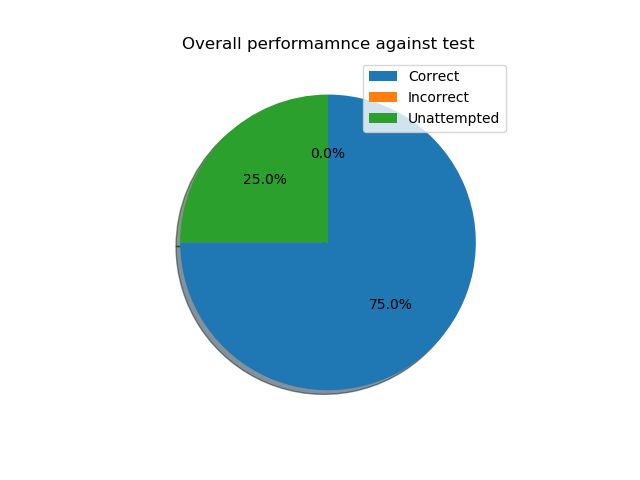 Overall performamnce against test
Correct
Incorrect
Unattempted
0.0%
25.0%
75.0%